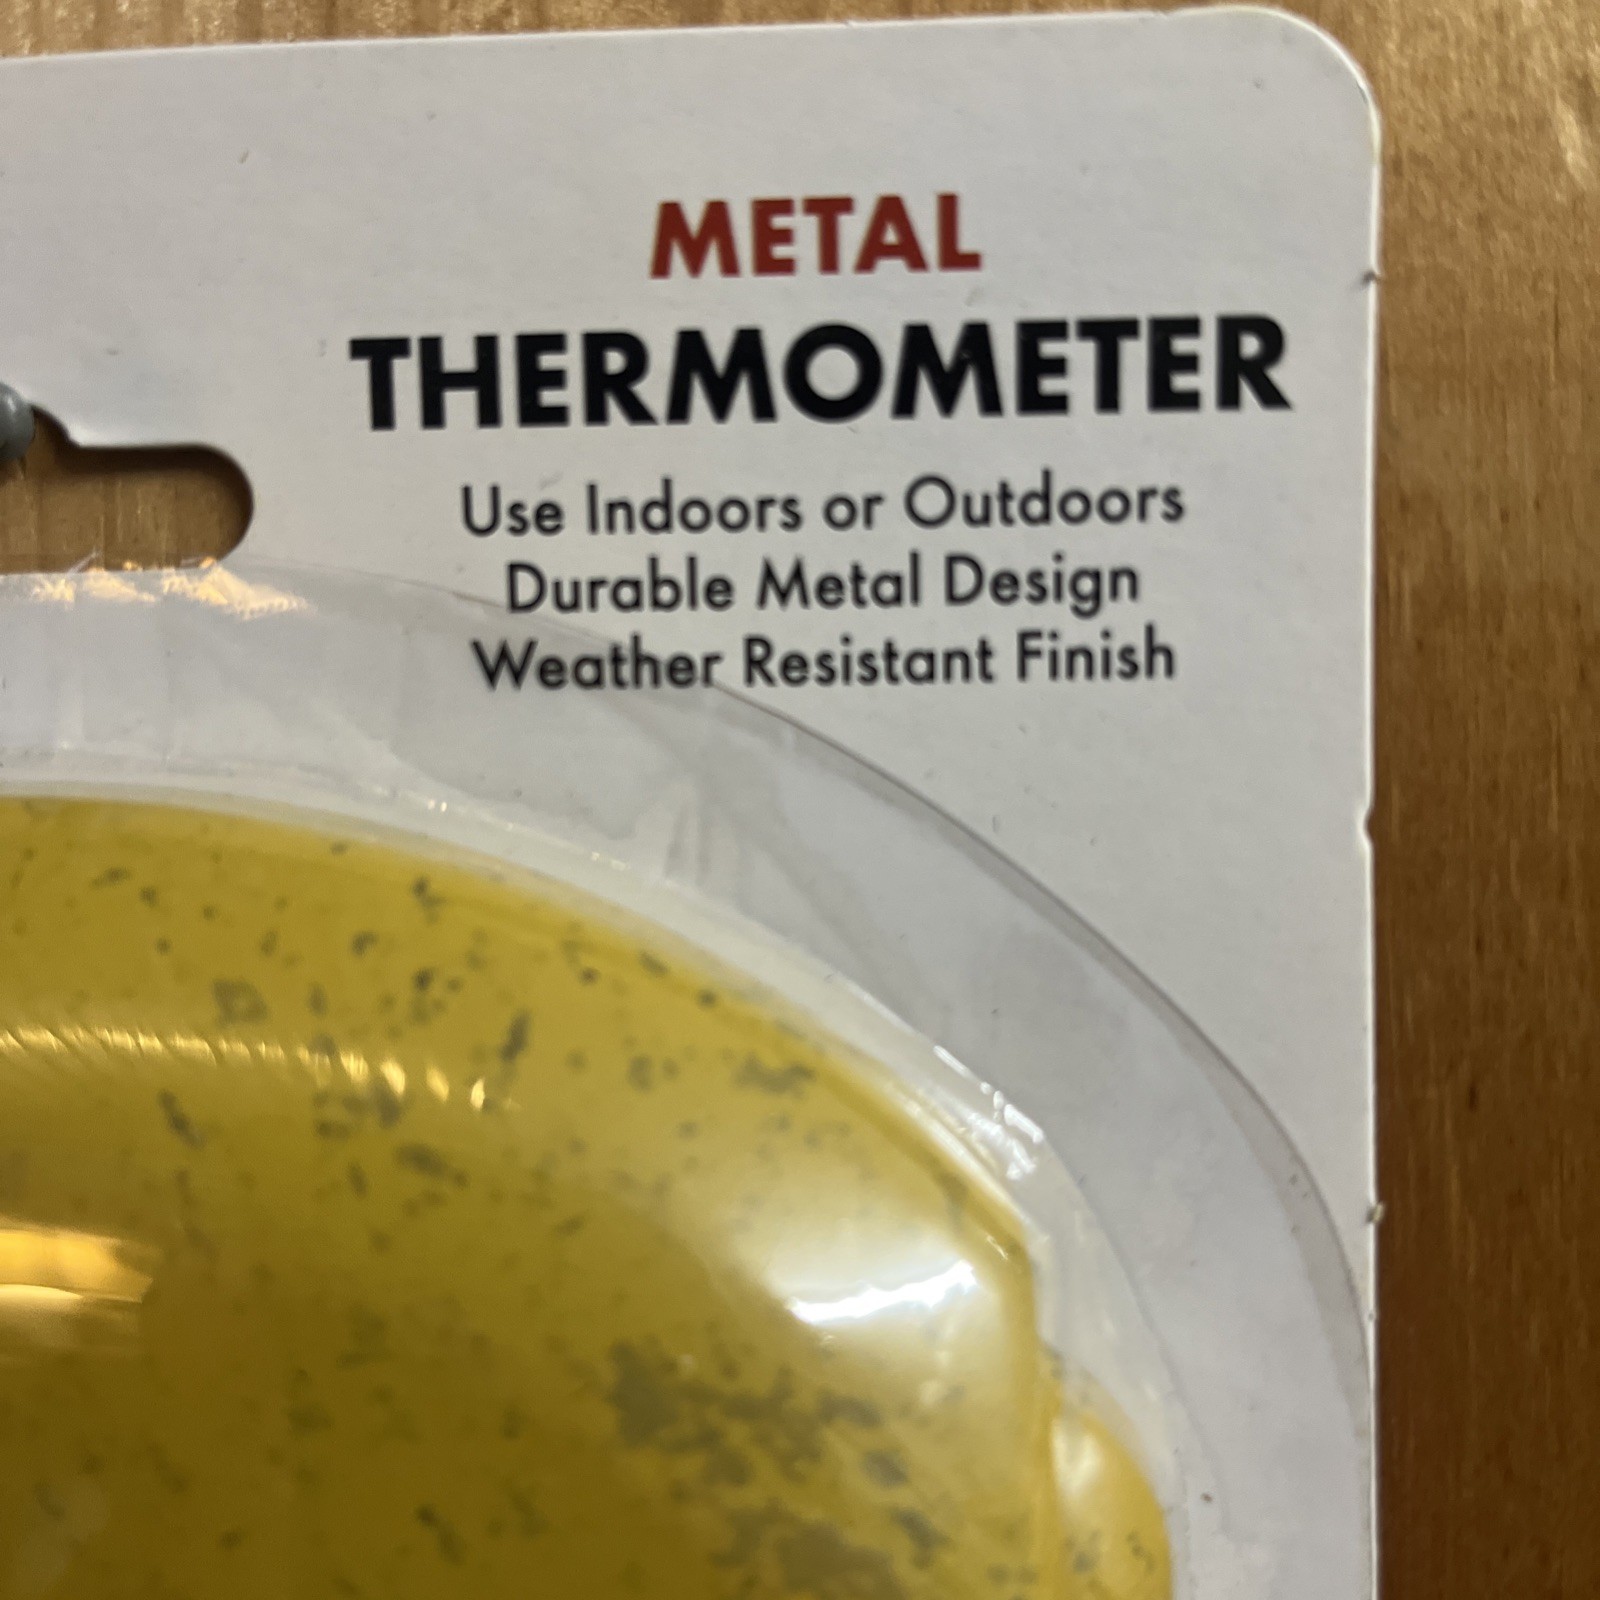 METAL
THERMOMETER
Use Indoors or Outdoors
Durable Metal Design
Weather Resistant Finish